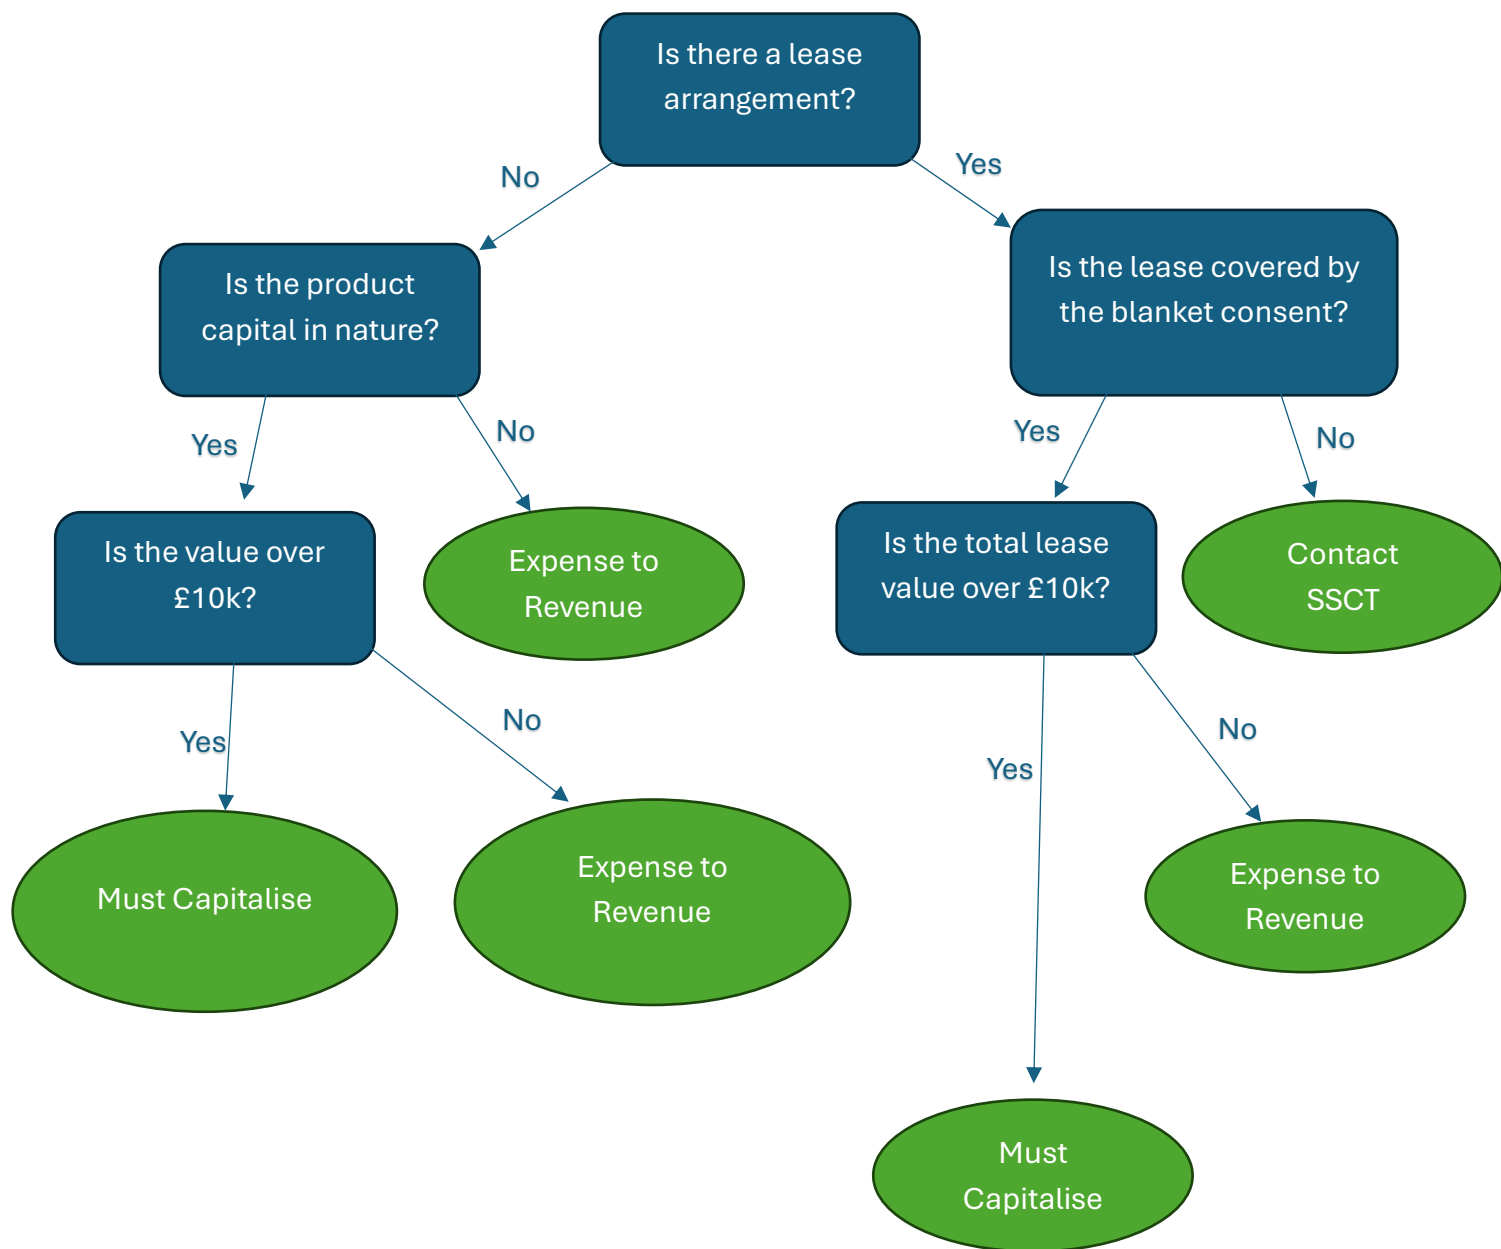 Is there a lease
arrangement?
No
Yes
Is the product
capital in nature?
Is the lease covered by
the blanket consent?
Yes
No
Yes
No
Is the value over
£10k?
Expense to
Revenue
Is the total lease
value over £10k?
Contact
SSCT
Yes
No
Yes
No
Must Capitalise
Expense to
Revenue
Expense to
Revenue
Must
Capitalise